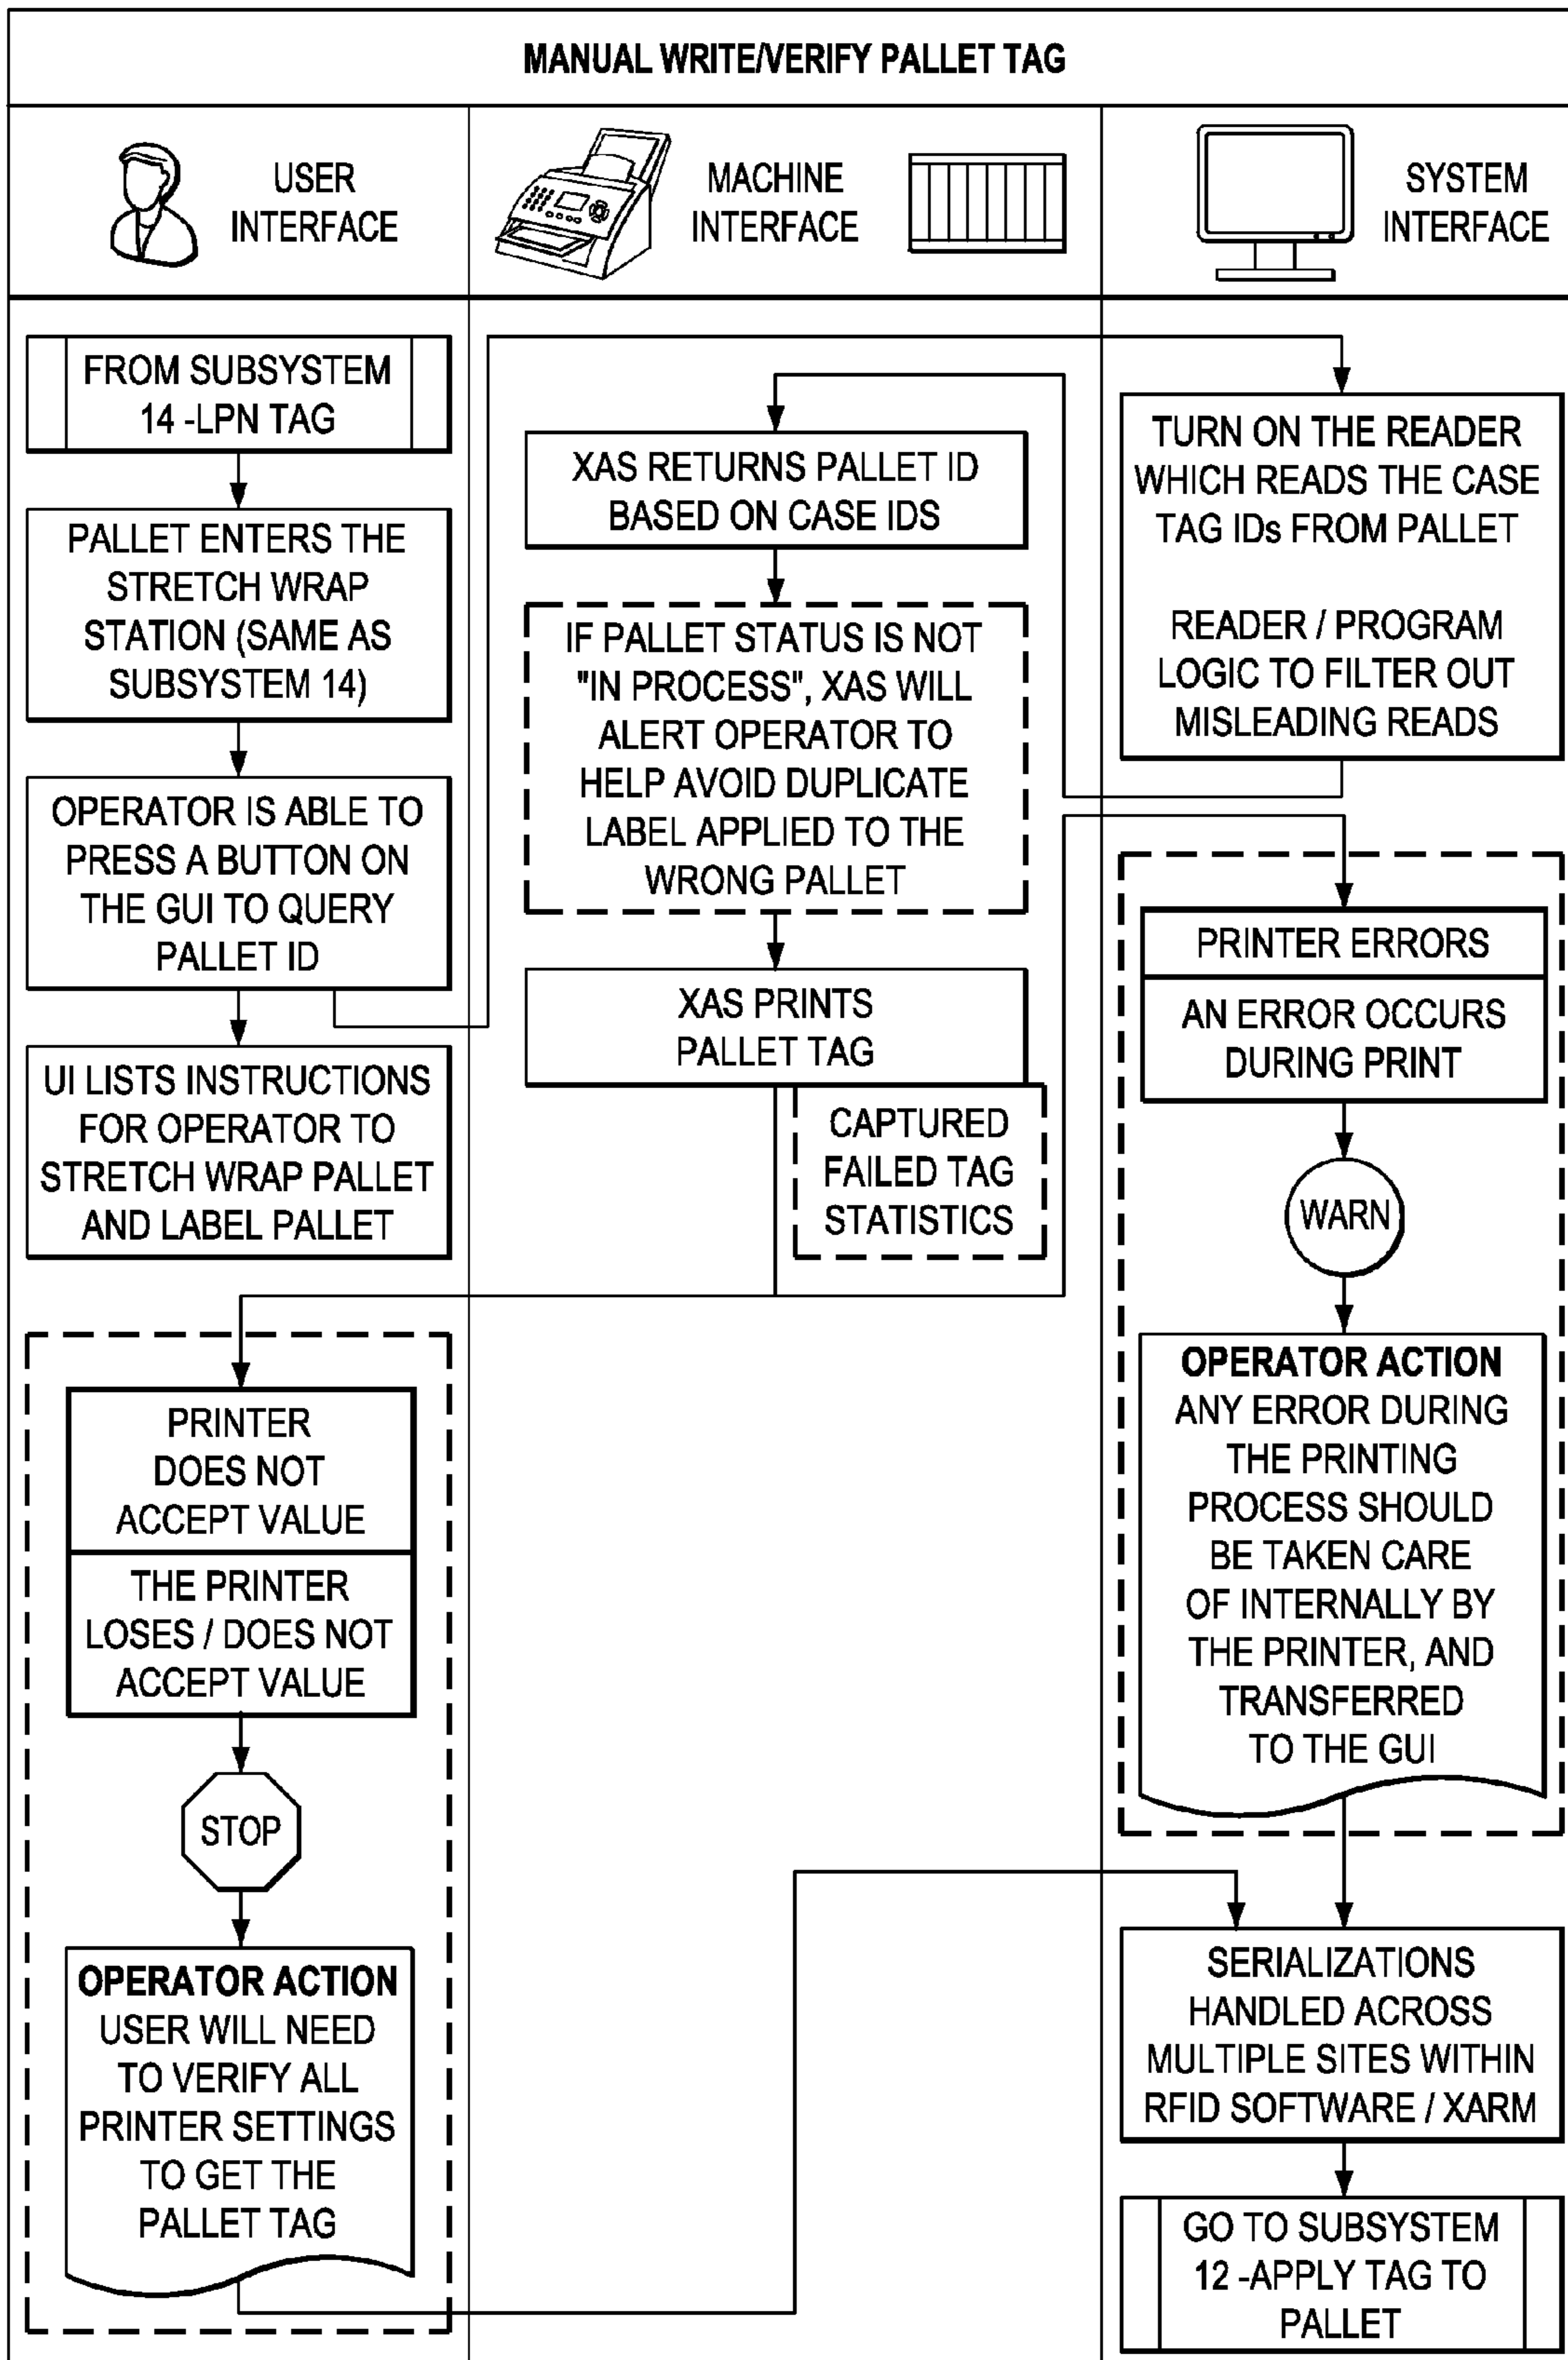 MANUAL WRITE/VERIFY PALLET TAG
USER
INTERFACE
MACHINE
INTERFACE
SYSTEM
INTERFACE
FROM SUBSYSTEM
14 -LPN TAG
PALLET ENTERS THE
STRETCH WRAP
STATION (SAME AS
SUBSYSTEM 14)
OPERATOR IS ABLE TO
PRESS A BUTTON ON
THE GUI TO QUERY
PALLET ID
UI LISTS INSTRUCTIONS
FOR OPERATOR TO
STRETCH WRAP PALLET
AND LABEL PALLET
PRINTER
DOES NOT
ACCEPT VALUE
THE PRINTER
LOSES / DOES NOT
ACCEPT VALUE
STOP
OPERATOR ACTION
USER WILL NEED
TO VERIFY ALL
PRINTER SETTINGS
TO GET THE
PALLET TAG
XAS RETURNS PALLET ID
BASED ON CASE IDS
IF PALLET STATUS IS NOT
"IN PROCESS", XAS WILL
ALERT OPERATOR TO
HELP AVOID DUPLICATE
LABEL APPLIED TO THE
WRONG PALLET
XAS PRINTS
PALLET TAG
CAPTURED
FAILED TAG
STATISTICS
TURN ON THE READER
WHICH READS THE CASE
TAG IDs FROM PALLET
READER / PROGRAM
LOGIC TO FILTER OUT
MISLEADING READS
PRINTER ERRORS
AN ERROR OCCURS
DURING PRINT
WARN
OPERATOR ACTION
ANY ERROR DURING
THE PRINTING
PROCESS SHOULD
BE TAKEN CARE
OF INTERNALLY BY
THE PRINTER, AND
TRANSFERRED
TO THE GUI
SERIALIZATIONS
HANDLED ACROSS
MULTIPLE SITES WITHIN
RFID SOFTWARE / XARM
GO TO SUBSYSTEM
12 -APPLY TAG TO
PALLET